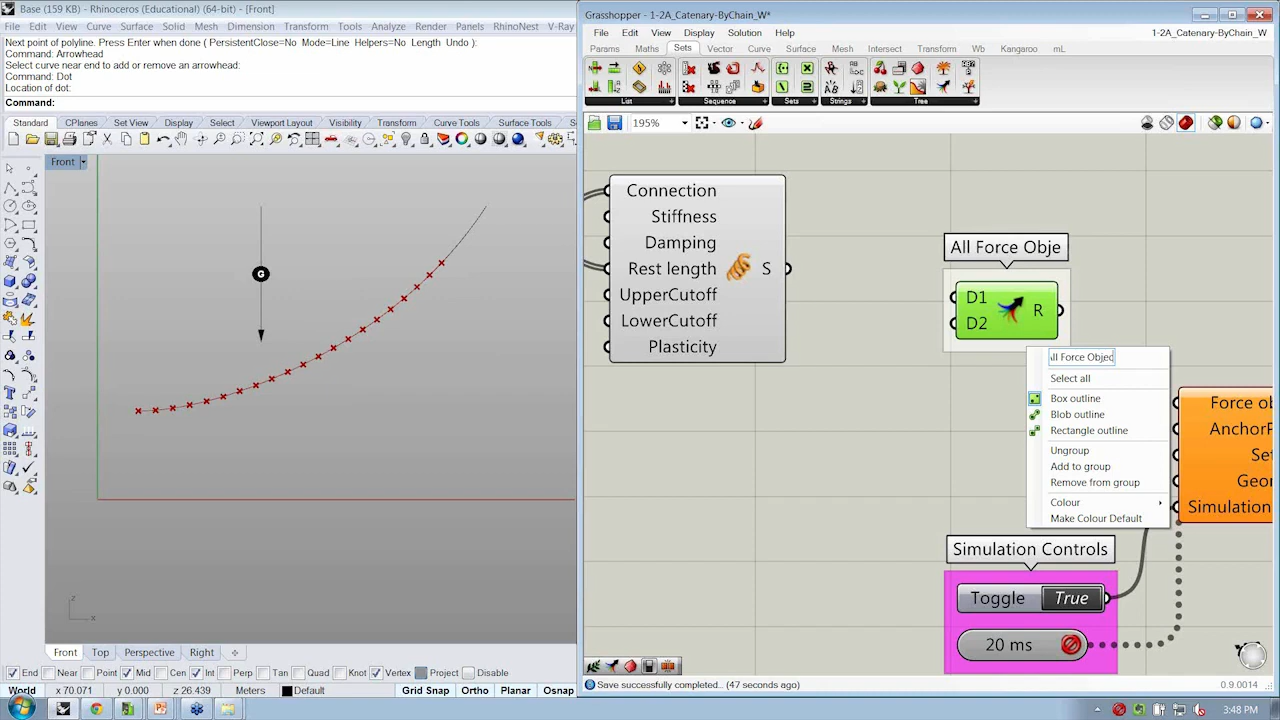 Base (159 KB) - Rhinoceros (Educational) (64-bit) - [Front]
File Edit View Curve Surface Solid Mesh Dimension Transform Tools Analyze Render Panels RhinoNest V-Ray
Next point of polyline. Press Enter when done ( PersistentClose=No Mode=Line Helpers=No Length Undo ):
Command: Arrowhead
Select curve near end to add or remove an arrowhead:
Command: Dot
Location of dot:
Command:
Standard CPlanes Set View Display Select Viewport Layout Visibility Transform Curve Tools Surface Tools
Front
G
z
x
Front Top Perspective Right
End Near Point Mid Cen Int Perp Tan Quad Knot Vertex Project Disable
World x 70.071 y 0.000 z 26.439 Meters Default Grid Snap Ortho Planar Osnap
Grasshopper - 1-2A_Catenary-ByChain_W*
File Edit View Display Solution Help 1-2A_Catenary-ByChain_W
Params Maths Sets Vector Curve Surface Mesh Intersect Transform Wb Kangaroo mL
List Sequence Sets Strings Tree
195%
Connection
Stiffness
Damping
Rest length
UpperCutoff
LowerCutoff
Plasticity
S
All Force Obje
D1
D2
R
ll Force Objec
Select all
Box outline
Blob outline
Rectangle outline
Ungroup
Add to group
Remove from group
Colour
Make Colour Default
Force ob
AnchorP
Set
Geo
Simulation
Simulation Controls
Toggle True
20 ms
Save successfully completed.. (47 seconds ago) 0.9.0014
3:48 PM